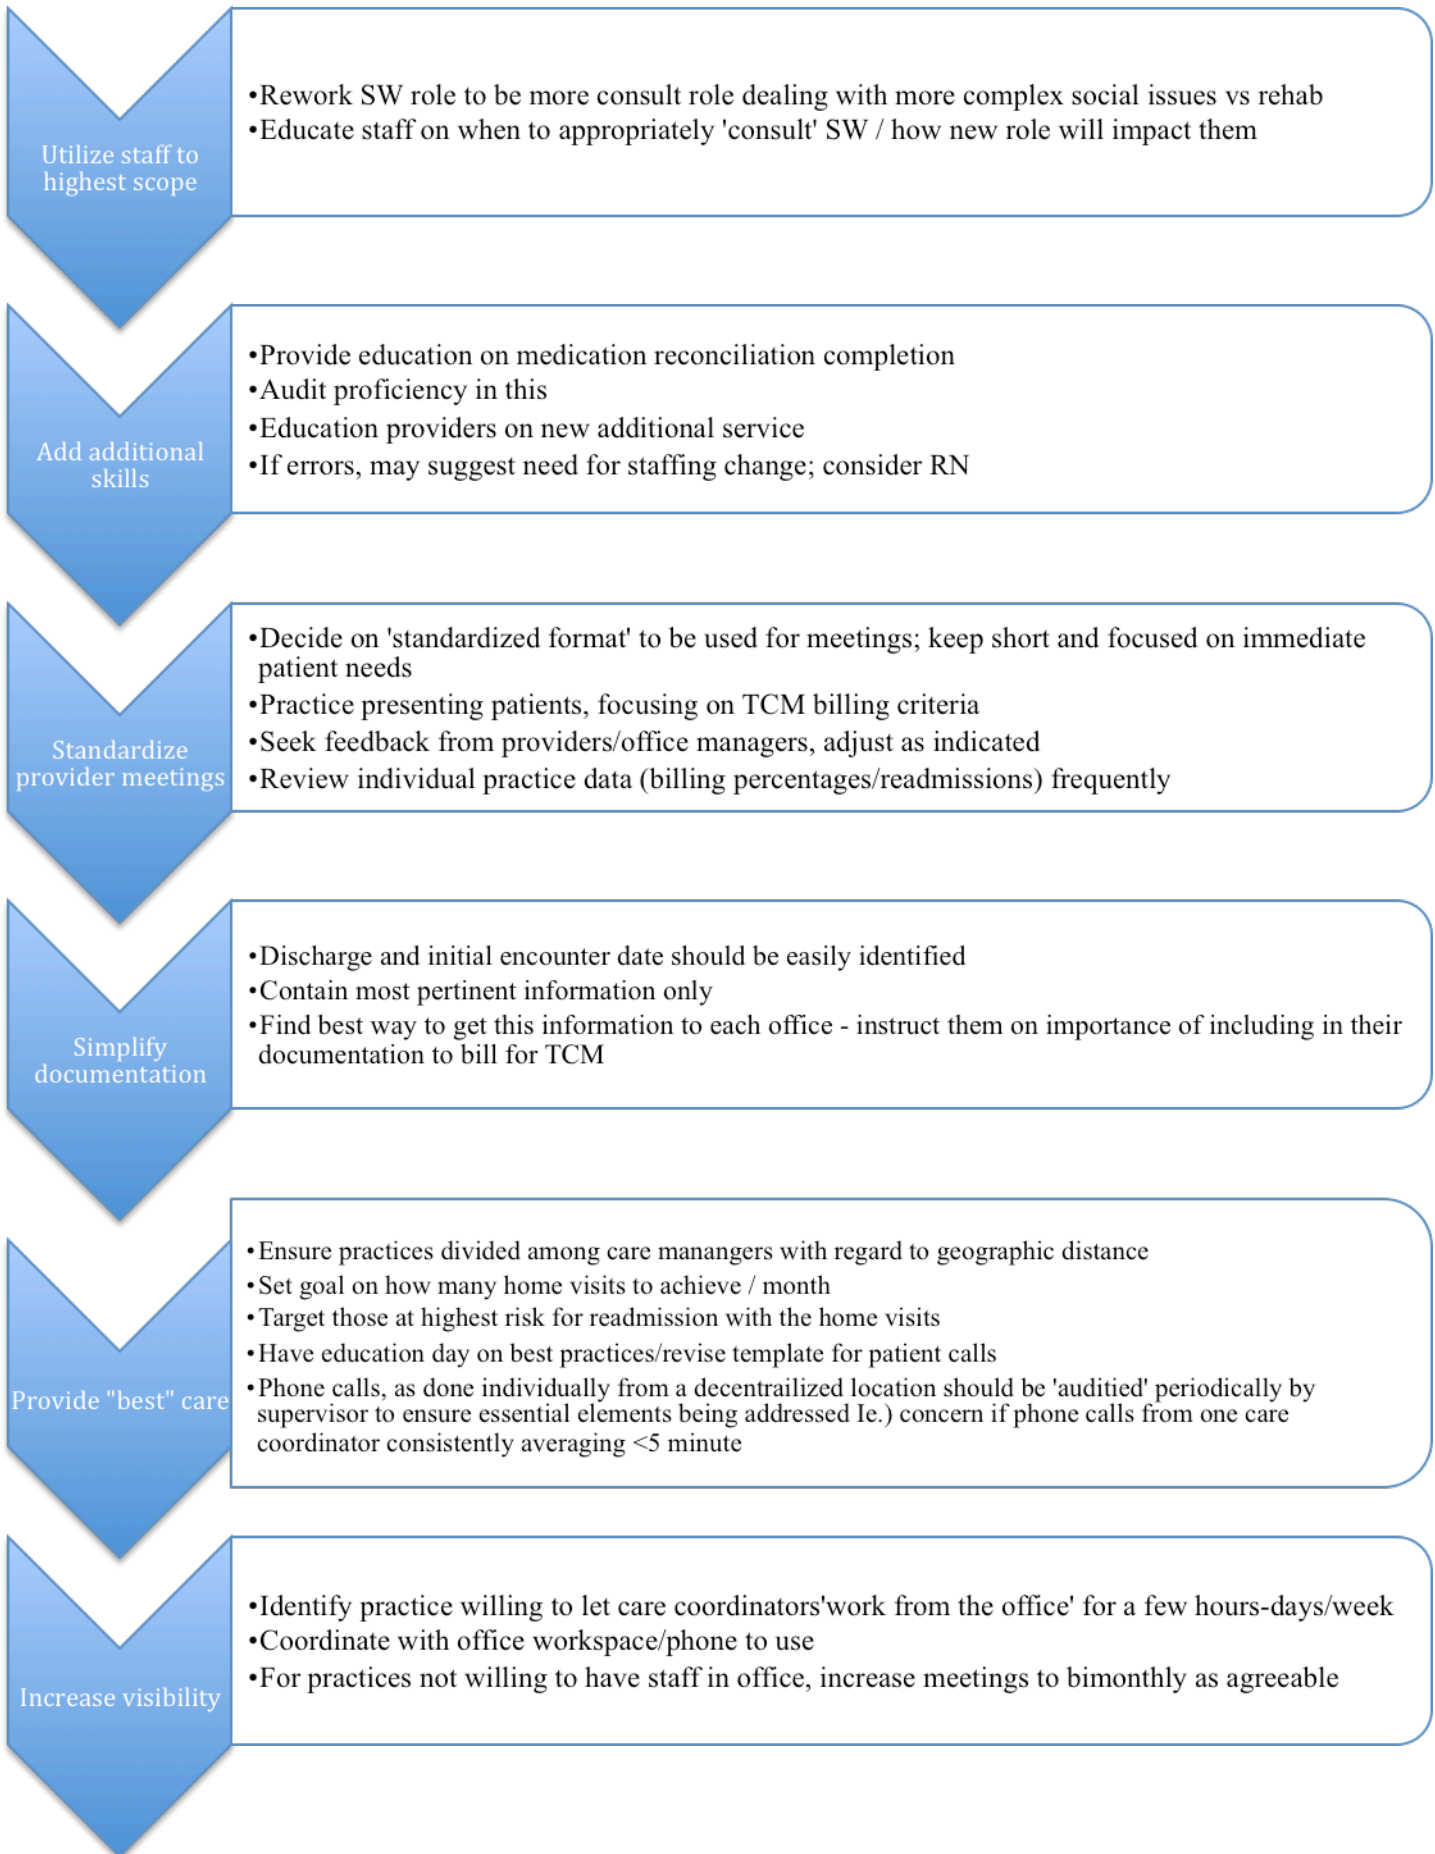 Utilize staff to
highest scope
•Rework SW role to be more consult role dealing with more complex social issues vs rehab
•Educate staff on when to appropriately 'consult' SW / how new role will impact them
Add additional
skills
•Provide education on medication reconciliation completion
•Audit proficiency in this
•Education providers on new additional service
•If errors, may suggest need for staffing change; consider RN
Standardize
provider meetings
•Decide on 'standardized format' to be used for meetings; keep short and focused on immediate
patient needs
•Practice presenting patients, focusing on TCM billing criteria
•Seek feedback from providers/office managers, adjust as indicated
•Review individual practice data (billing percentages/readmissions) frequently
Simplify
documentation
•Discharge and initial encounter date should be easily identified
•Contain most pertinent information only
•Find best way to get this information to each office - instruct them on importance of including in their
documentation to bill for TCM
Provide "best" care
•Ensure practices divided among care manangers with regard to geographic distance
•Set goal on how many home visits to achieve / month
•Target those at highest risk for readmission with the home visits
•Have education day on best practices/revise template for patient calls
•Phone calls, as done individually from a decentrailized location should be 'auditied' periodically by
supervisor to ensure essential elements being addressed Ie.) concern if phone calls from one care
coordinator consistently averaging <5 minute
Increase visibility
•Identify practice willing to let care coordinators'work from the office' for a few hours-days/week
•Coordinate with office workspace/phone to use
•For practices not willing to have staff in office, increase meetings to bimonthly as agreeable